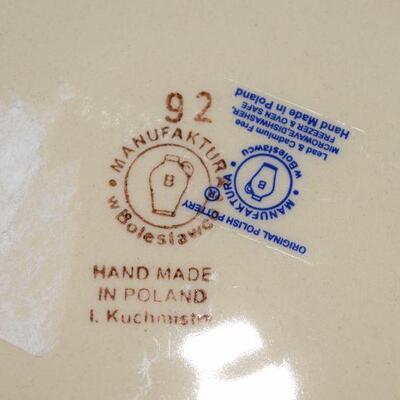 92
MANUFAKTURA
w Bolesławcu
B
HAND MADE
IN POLAND
I. Kuchmistrz
ORIGINAL POLISH POTTERY
®
MANUFAKTURA
w Bolesławcu
B
Lead & Cadmium Free
MICROWAVE, DISHWASHER,
FREEZER & OVEN SAFE.
Hand Made in Poland